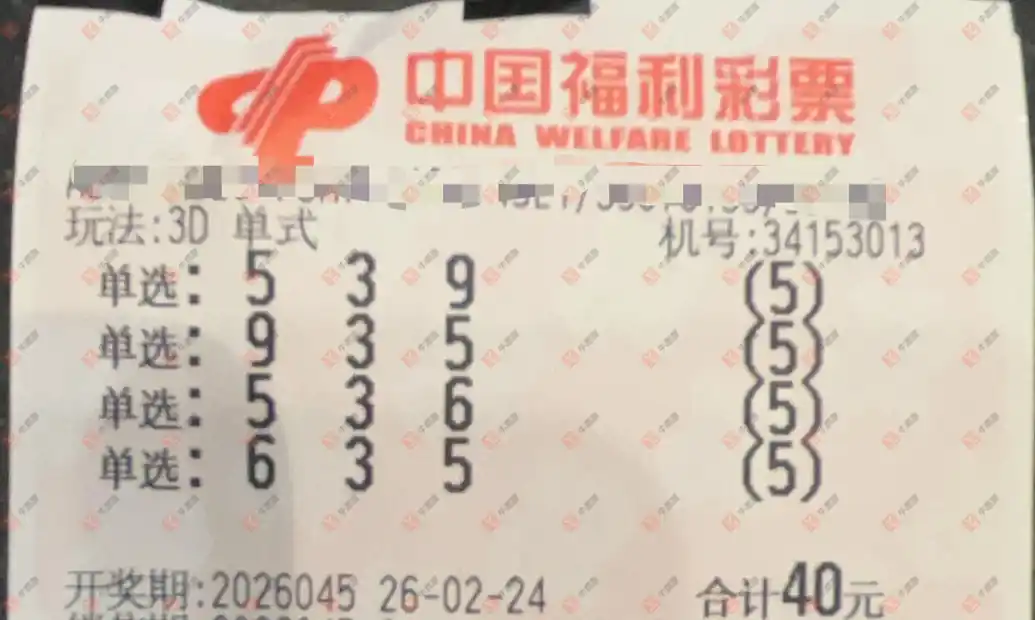 中国福利彩票
CHINA WELFARE LOTTERY
玩法:3D 单式 机号:34153013
单选: 5 3 9 (5)
单选: 9 3 5 (5)
单选: 5 3 6 (5)
单选: 6 3 5 (5)
开奖期:2026045 26-02-24 合计40元